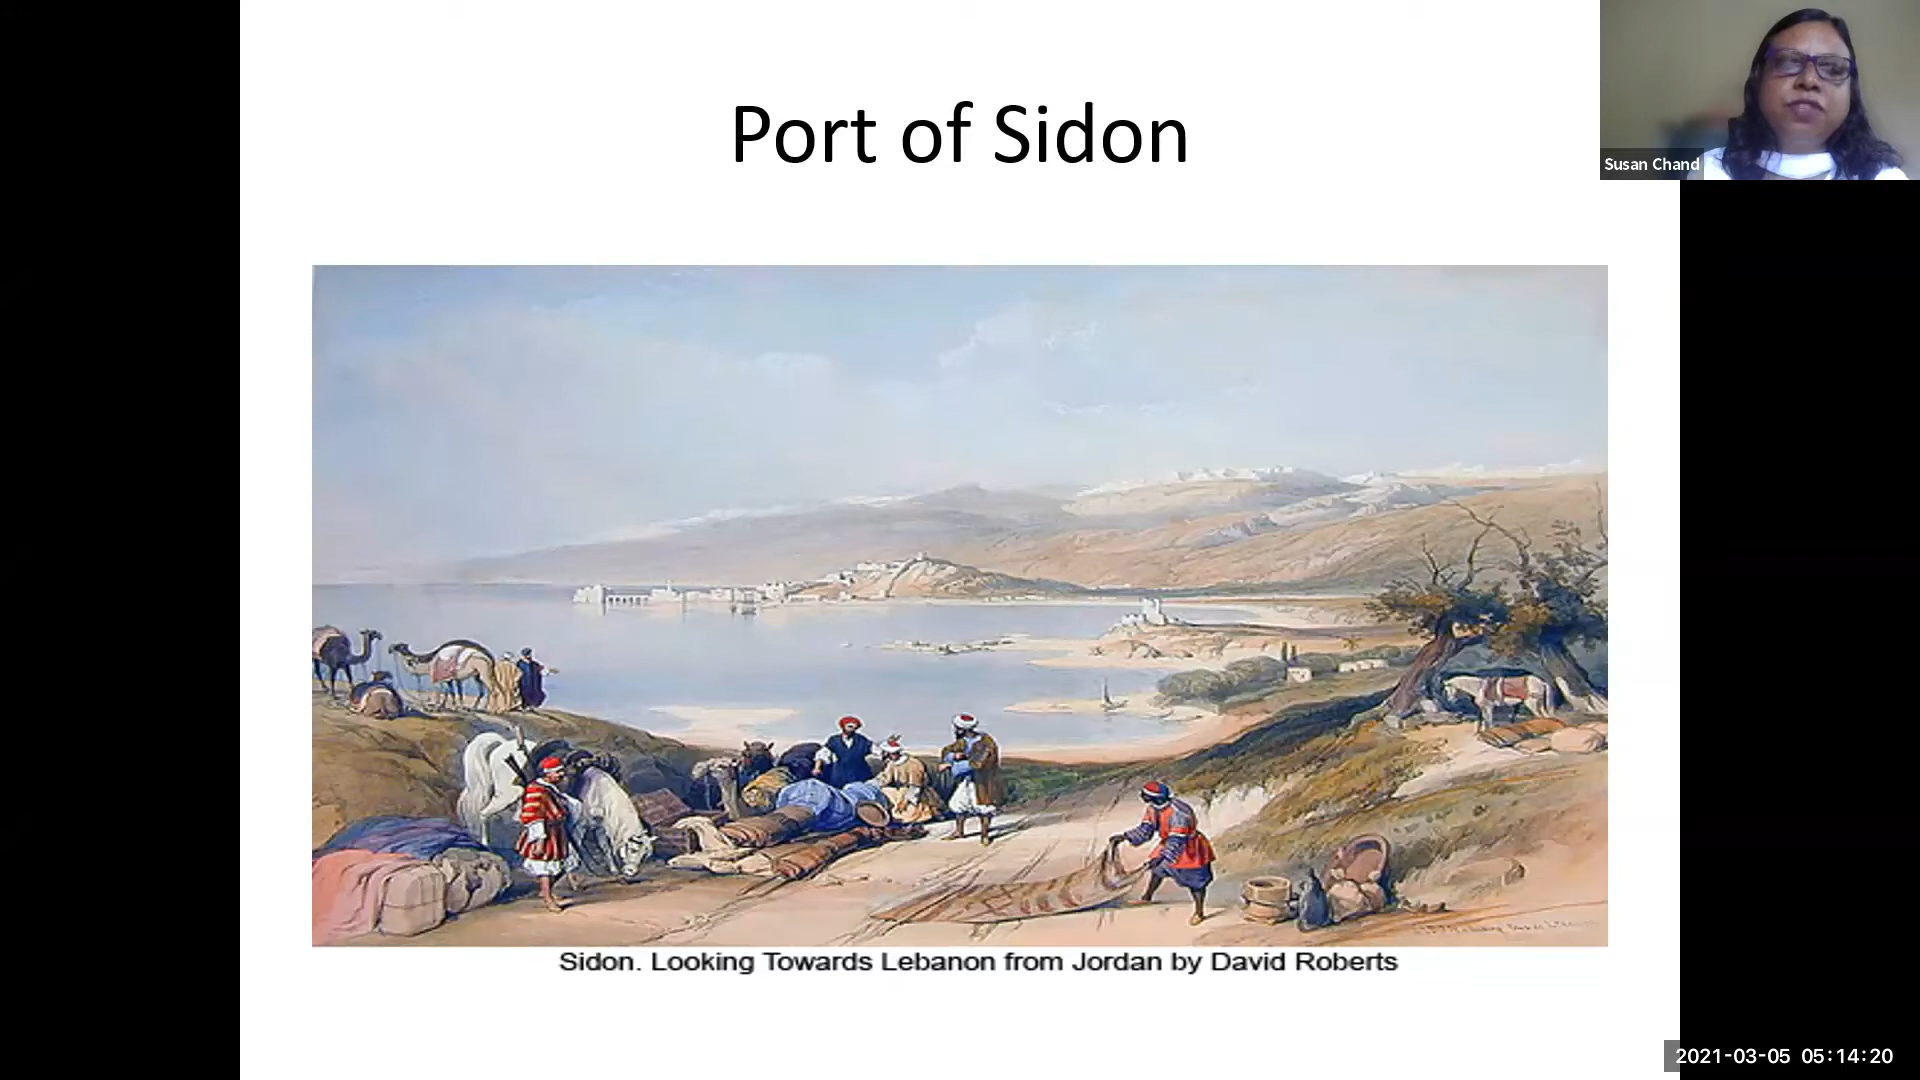 Port of Sidon
Susan Chand
Sidon. Looking Towards Lebanon from Jordan by David Roberts
2021-03-05 05:14:20